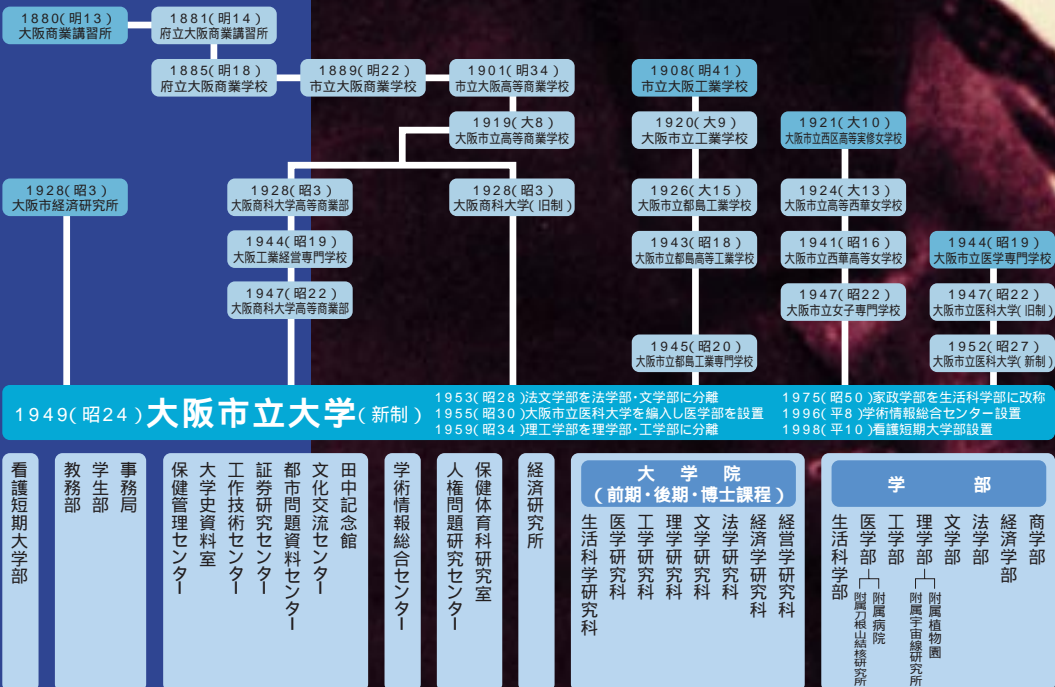 1880(明13)
大阪商業講習所
1881(明14)
府立大阪商業講習所
1885(明18)
府立大阪商業学校
1889(明22)
市立大阪商業学校
1901(明34)
市立大阪高等商業学校
1908(明41)
市立大阪工業学校
1919(大8)
大阪市立高等商業学校
1920(大9)
大阪市立工業学校
1921(大10)
大阪市立西区高等実修女学校
1928(昭3)
大阪市経済研究所
1928(昭3)
大阪商科大学高等商業部
1928(昭3)
大阪商科大学(旧制)
1926(大15)
大阪市立都島工業学校
1924(大13)
大阪市立高等西華女学校
1944(昭19)
大阪工業経営専門学校
1943(昭18)
大阪市立都島高等工業学校
1941(昭16)
大阪市立西華高等女学校
1944(昭19)
大阪市立医学専門学校
1947(昭22)
大阪商科大学高等商業部
1947(昭22)
大阪市立女子専門学校
1947(昭22)
大阪市立医科大学(旧制)
1945(昭20)
大阪市立都島工業専門学校
1952(昭27)
大阪市立医科大学(新制)
1949(昭24)大阪市立大学(新制)
1953(昭28)法文学部を法学部・文学部に分離
1955(昭30)大阪市立医科大学を編入し医学部を設置
1959(昭34)理工学部を理学部・工学部に分離
1975(昭50)家政学部を生活科学部に改称
1996(平8)学術情報総合センター設置
1998(平10)看護短期大学部設置
看護短期大学部
事務局
学生部
教務部
田中記念館
文化交流センター
都市問題資料センター
証券研究センター
工作技術センター
大学史資料室
保健管理センター
学術情報総合センター
保健体育科研究室
人権問題研究センター
経済研究所
大学院
(前期・後期・博士課程)
経営学研究科
経済学研究科
法学研究科
文学研究科
理学研究科
工学研究科
医学研究科
生活科学研究科
学部
商学部
経済学部
法学部
文学部
理学部
附属植物園
附属宇宙線研究所
工学部
医学部
附属病院
附属刀根山結核研究所
生活科学部